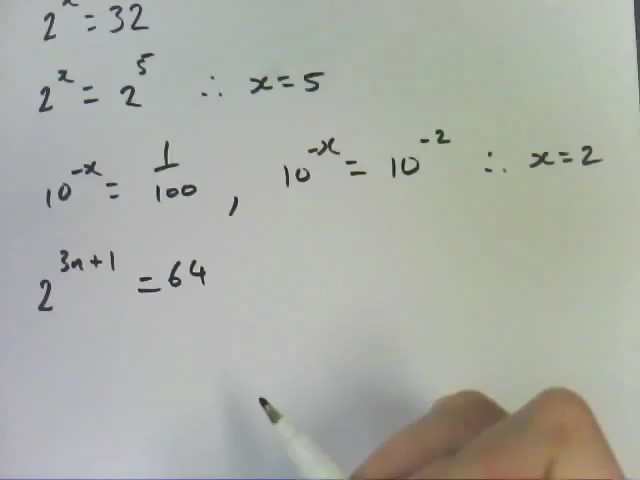 2^x = 32
2^x = 2^5 ∴ x = 5
10^-x = 1/100 , 10^-x = 10^-2 ∴ x = 2
2^3n+1 = 64